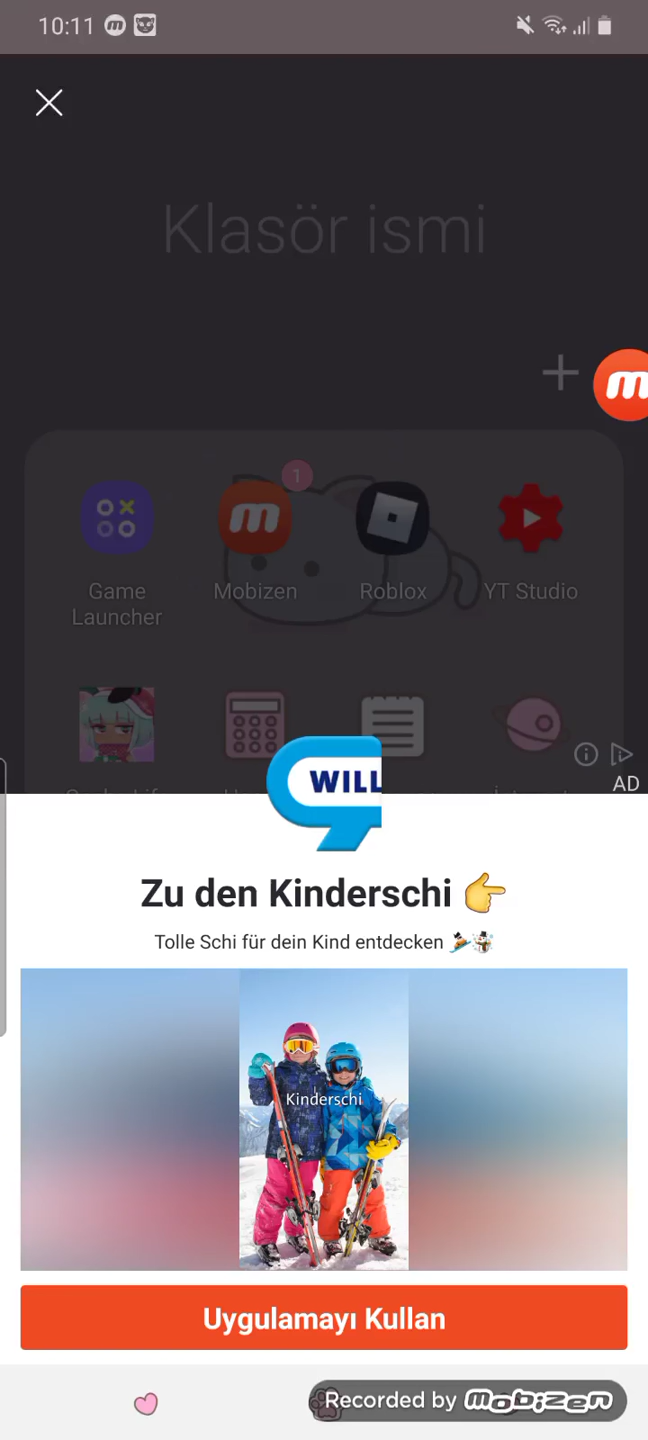 10:11
Klasör ismi
1
Game Launcher
Mobizen
Roblox
YT Studio
AD
WILL
Zu den Kinderschi 👉
Tolle Schi für dein Kind entdecken ⛷️☃️
Kinderschi
Uygulamayı Kullan
Recorded by mobizen